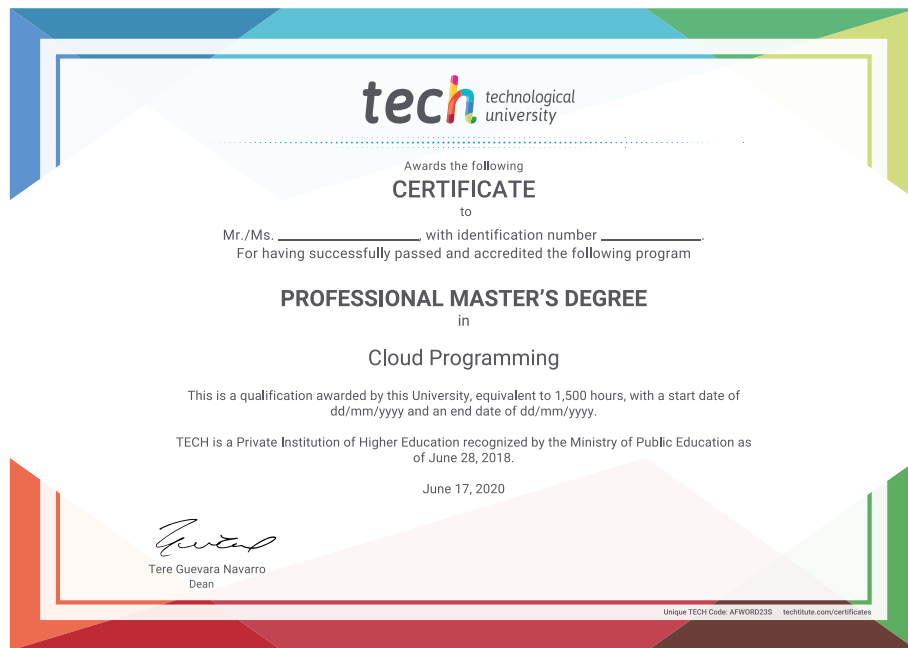 tech technological
university
Awards the following
CERTIFICATE
to
Mr./Ms. ____________________, with identification number ______________.
For having successfully passed and accredited the following program
PROFESSIONAL MASTER'S DEGREE
in
Cloud Programming
This is a qualification awarded by this University, equivalent to 1,500 hours, with a start date of
dd/mm/yyyy and an end date of dd/mm/yyyy.
TECH is a Private Institution of Higher Education recognized by the Ministry of Public Education as
of June 28, 2018.
June 17, 2020
Tere Guevara Navarro
Dean
Unique TECH Code: AFWORD23S techtitute.com/certificates